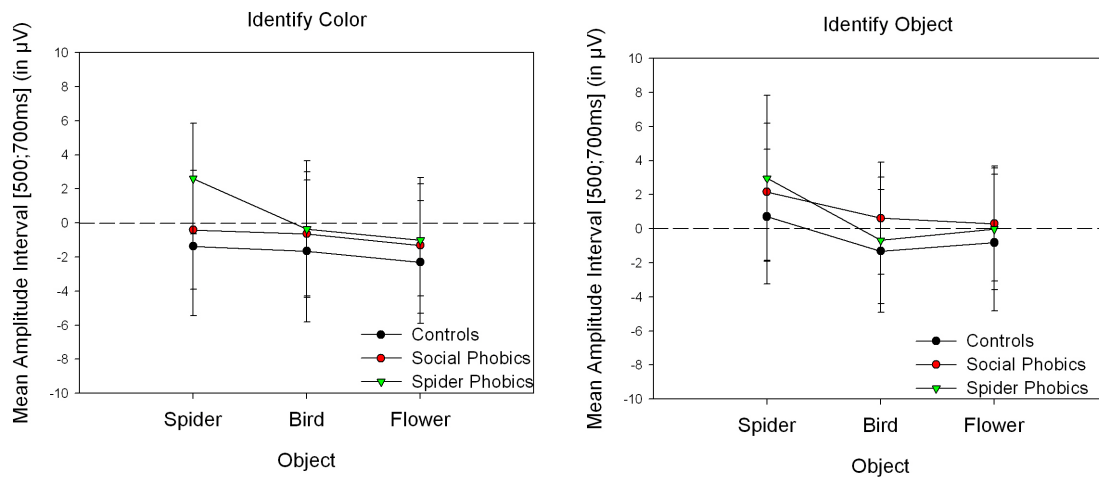 Identify Color
Mean Amplitude Interval [500;700ms] (in µV)
10
8
6
4
2
0
-2
-4
-6
-8
-10
Controls
Social Phobics
Spider Phobics
Spider Bird Flower
Object
Identify Object
Mean Amplitude Interval [500;700ms] (in µV)
10
8
6
4
2
0
-2
-4
-6
-8
-10
Controls
Social Phobics
Spider Phobics
Spider Bird Flower
Object